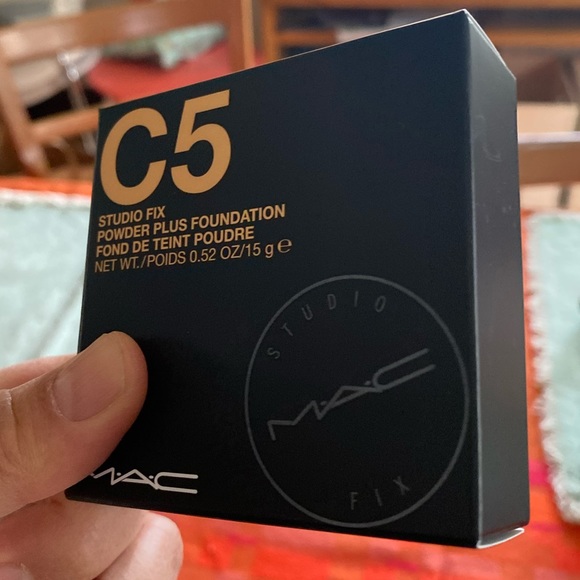 C5
STUDIO FIX
POWDER PLUS FOUNDATION
FOND DE TEINT POUDRE
NET WT./POIDS 0.52 OZ/15 g ℮
STUDIO
M·A·C
FIX
M·A·C